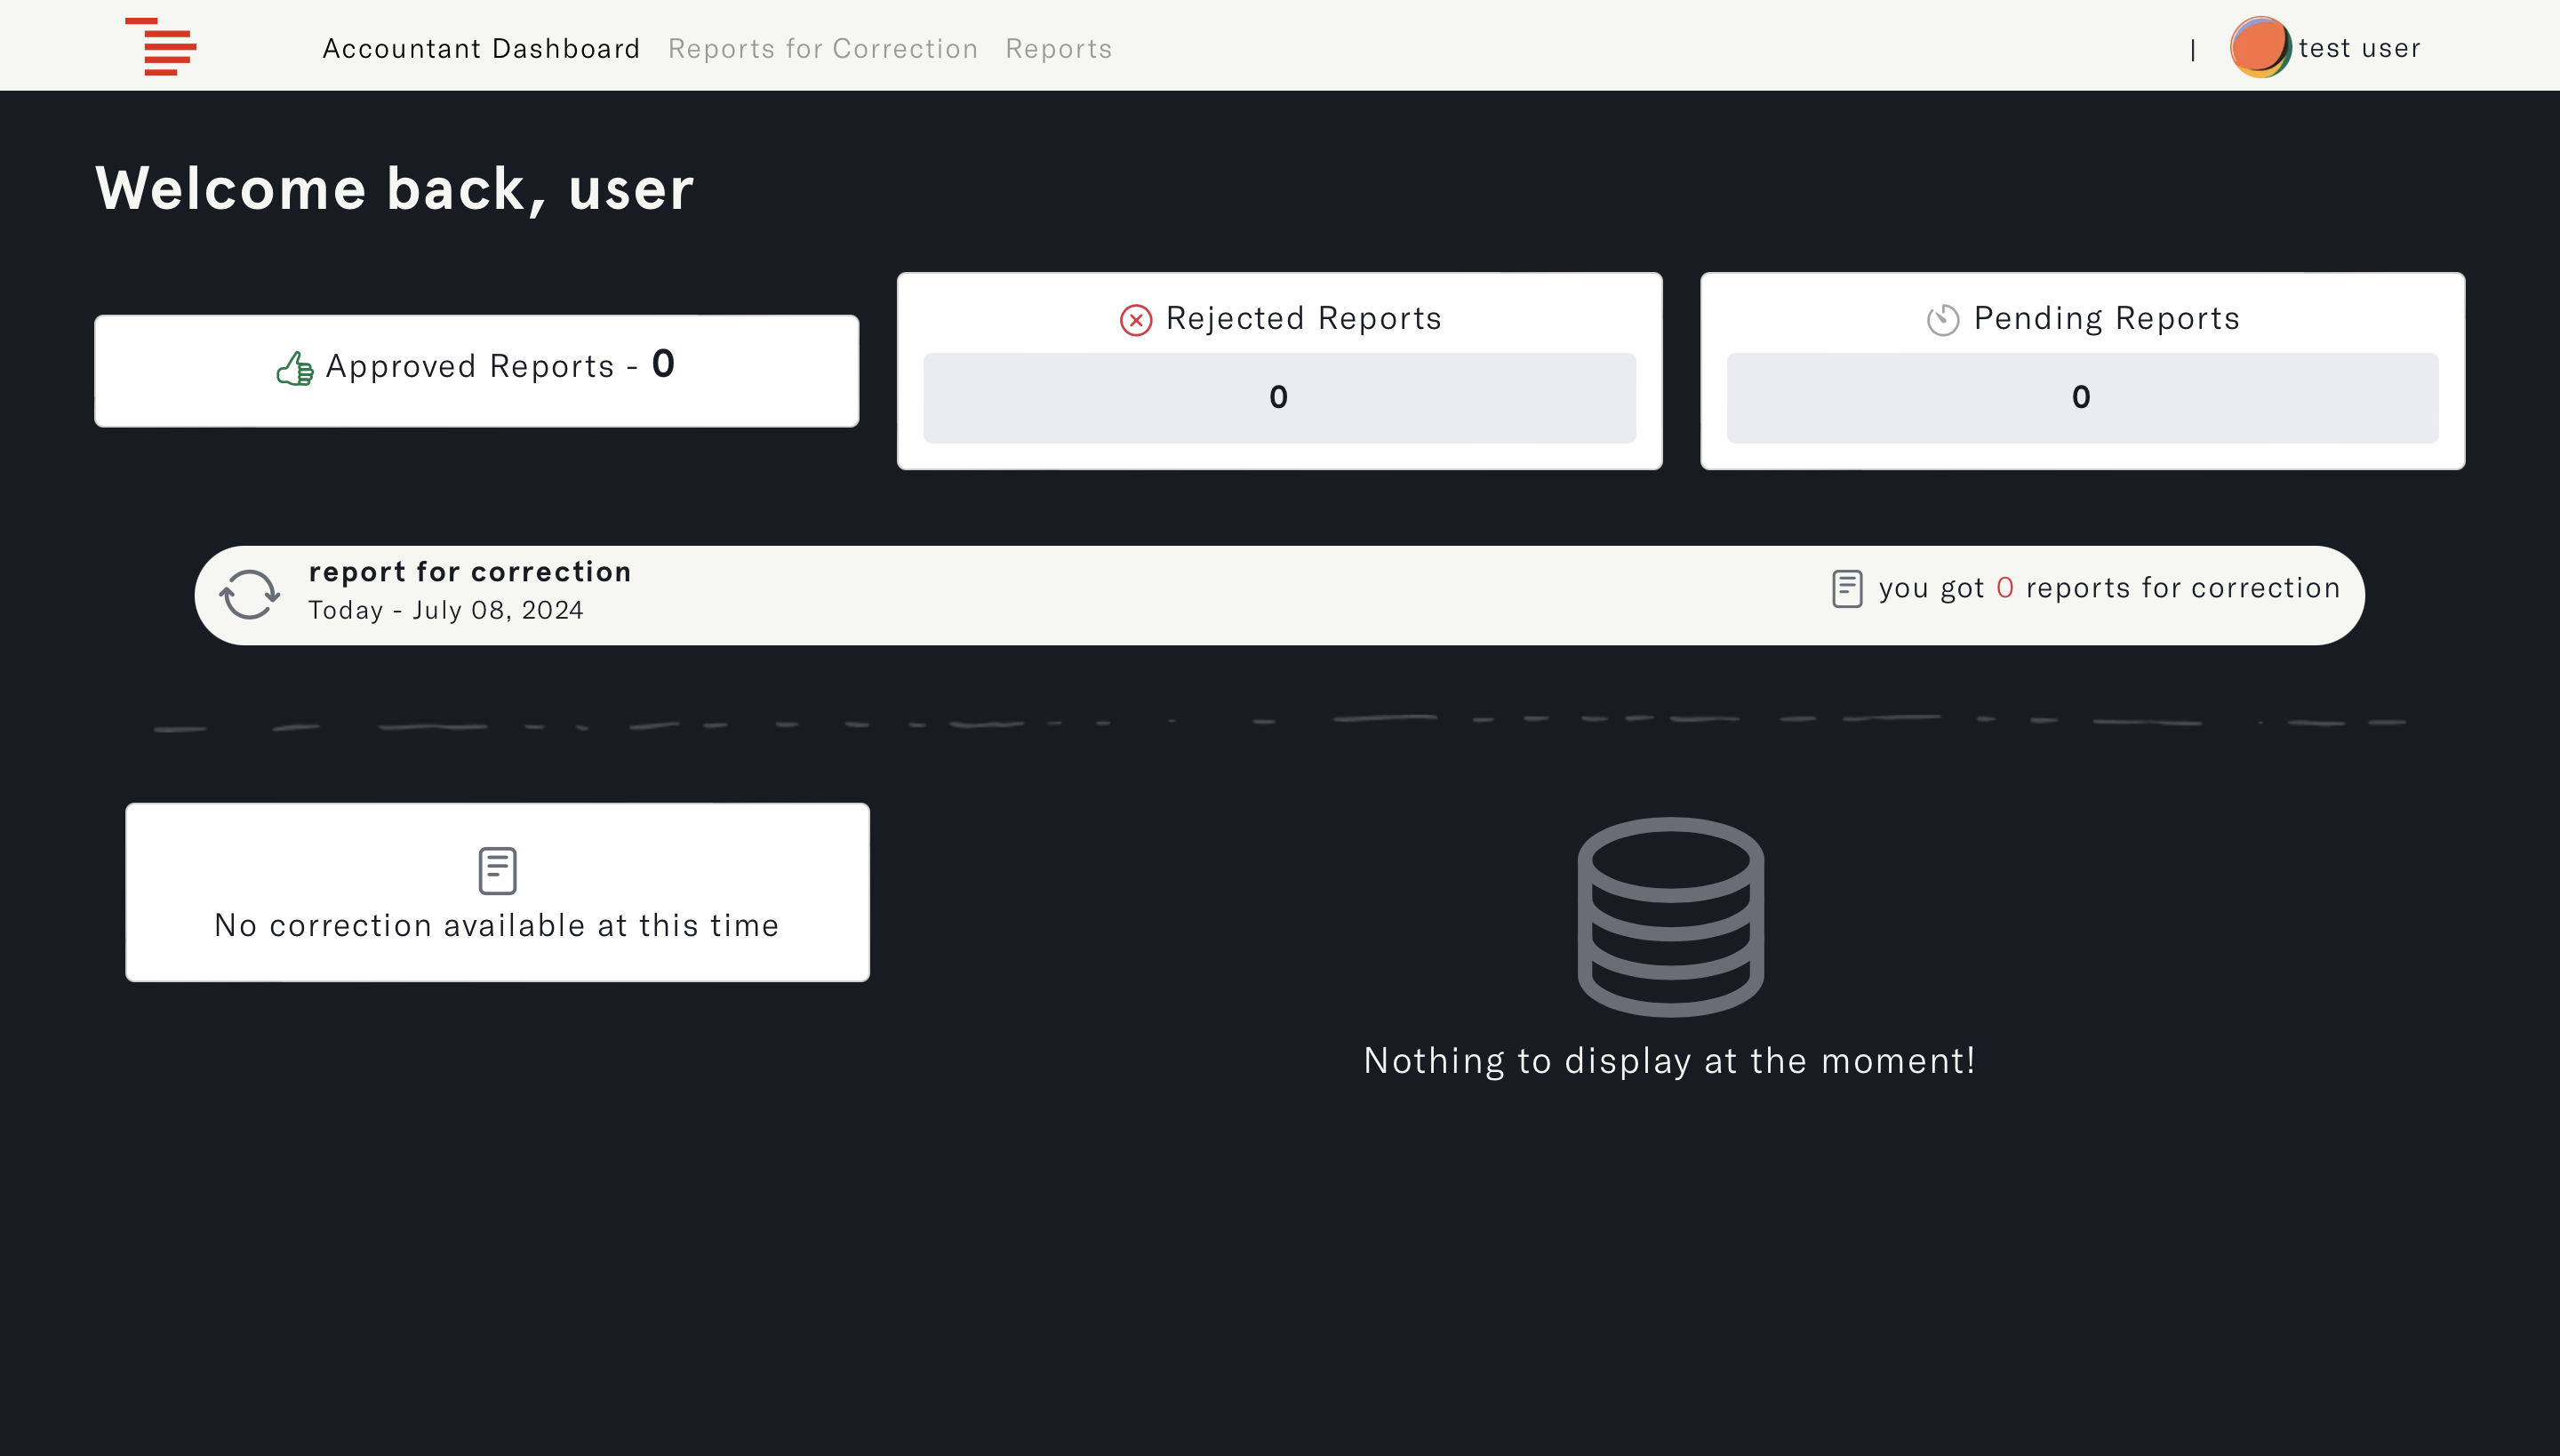 Accountant Dashboard Reports for Correction Reports | test user
Welcome back, user
Approved Reports - 0
Rejected Reports
0
Pending Reports
0
report for correction
Today - July 08, 2024
you got 0 reports for correction
No correction available at this time
Nothing to display at the moment!